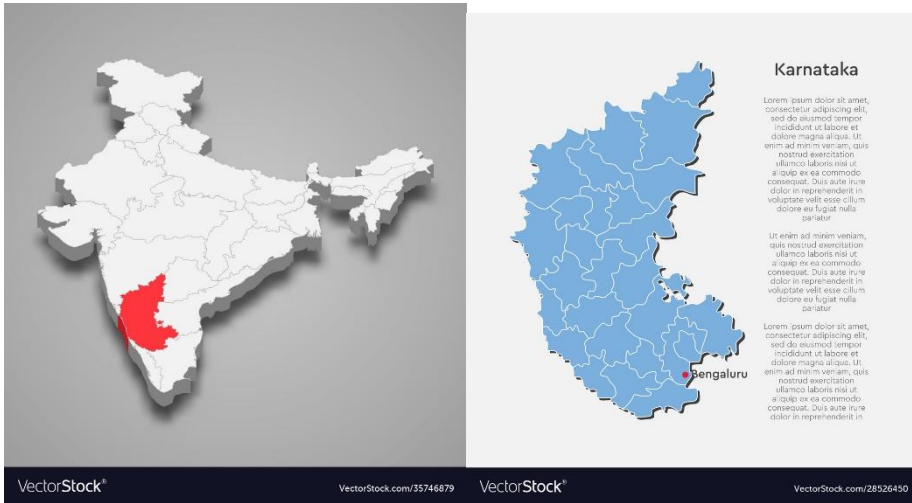 Karnataka
Lorem ipsum dolor sit amet,
consectetur adipiscing elit,
sed do eiusmod tempor
incididunt ut labore et
dolore magna aliqua. Ut
enim ad minim veniam, quis
nostrud exercitation
ullamco laboris nisi ut
aliquip ex ea commodo
consequat. Duis aute irure
dolor in reprehenderit in
voluptate velit esse cillum
dolore eu fugiat nulla
pariatur
Ut enim ad minim veniam,
quis nostrud exercitation
ullamco laboris nisi ut
aliquip ex ea commodo
consequat. Duis aute irure
dolor in reprehenderit in
voluptate velit esse cillum
dolore eu fugiat nulla
pariatur
Lorem ipsum dolor sit amet,
consectetur adipiscing elit,
sed do eiusmod tempor
incididunt ut labore et
dolore magna aliqua. Ut
enim ad minim veniam, quis
nostrud exercitation
ullamco laboris nisi ut
aliquip ex ea commodo
consequat. Duis aute irure
dolor in reprehenderit in
Bengaluru
VectorStock®
VectorStock.com/35746879
VectorStock®
VectorStock.com/28526450